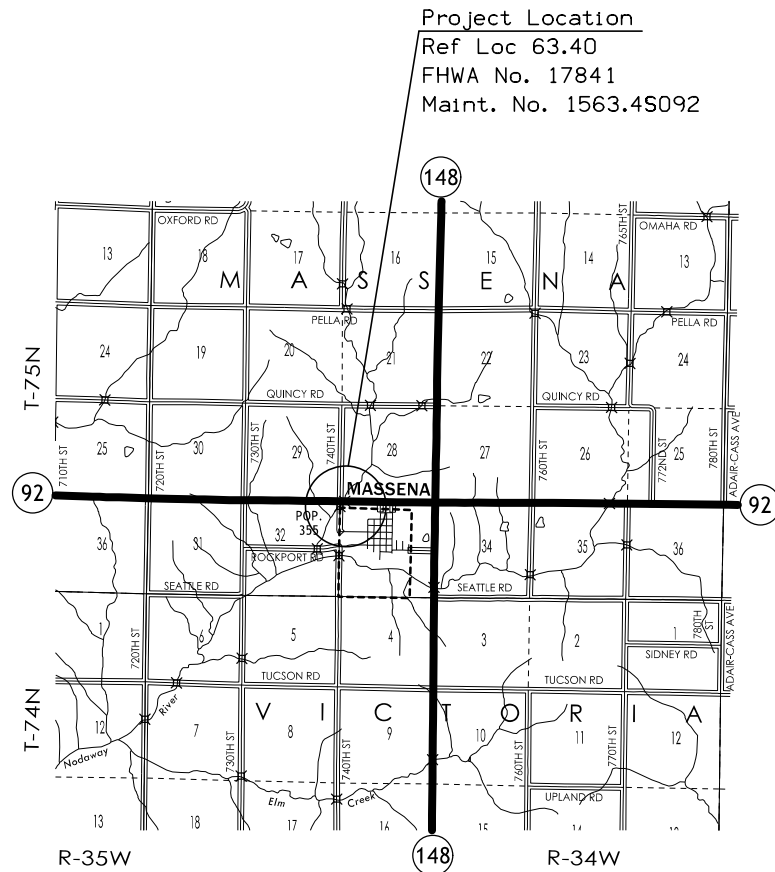 Project Location
Ref Loc 63.40
FHWA No. 17841
Maint. No. 1563.4S092
148
OXFORD RD
765TH ST
OMAHA RD
13 18 17 16 15 14 13
MASSENA
PELLA RD
PELLA RD
T-75N
24 19 20 21 22 23 24
QUINCY RD
QUINCY RD
710TH ST
25
720TH ST
30
730TH ST
29
740TH ST
28 27
760TH ST
26
772ND ST
25
780TH ST
ADAIR-CASS AVE
92
MASSENA
92
POP.
355
36 31 32 34 35 36
ROCKPORT RD
SEATTLE RD
SEATTLE RD
1 6 5 4 3 2 1
720TH ST
780TH ST
SIDNEY RD
ADAIR-CASS AVE
TUCSON RD
TUCSON RD
T-74N
VICTORIA
12 7 8 9 10 11 12
Nodaway River
730TH ST
740TH ST
760TH ST
770TH ST
Elm Creek
UPLAND RD
13 18 17 16 15 14 13
R-35W
148
R-34W